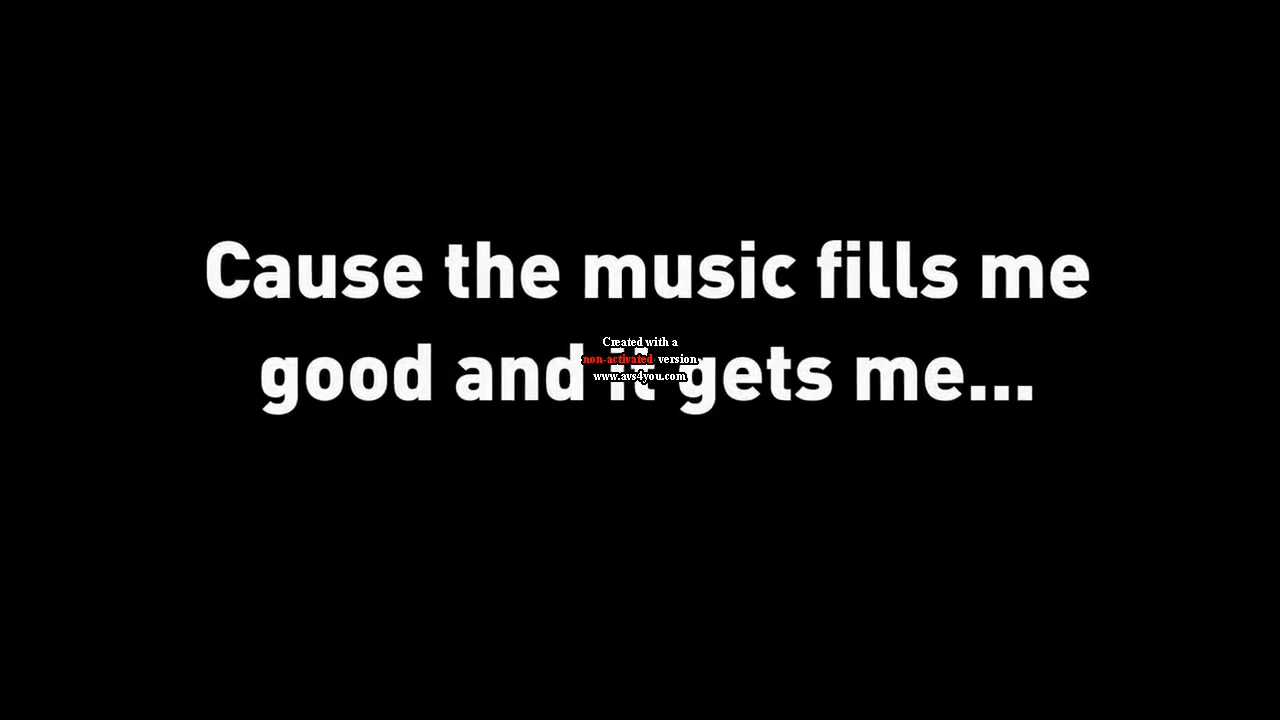 Cause the music fills me
good and it gets me...
Created with a
non-activated version
www.avs4you.com